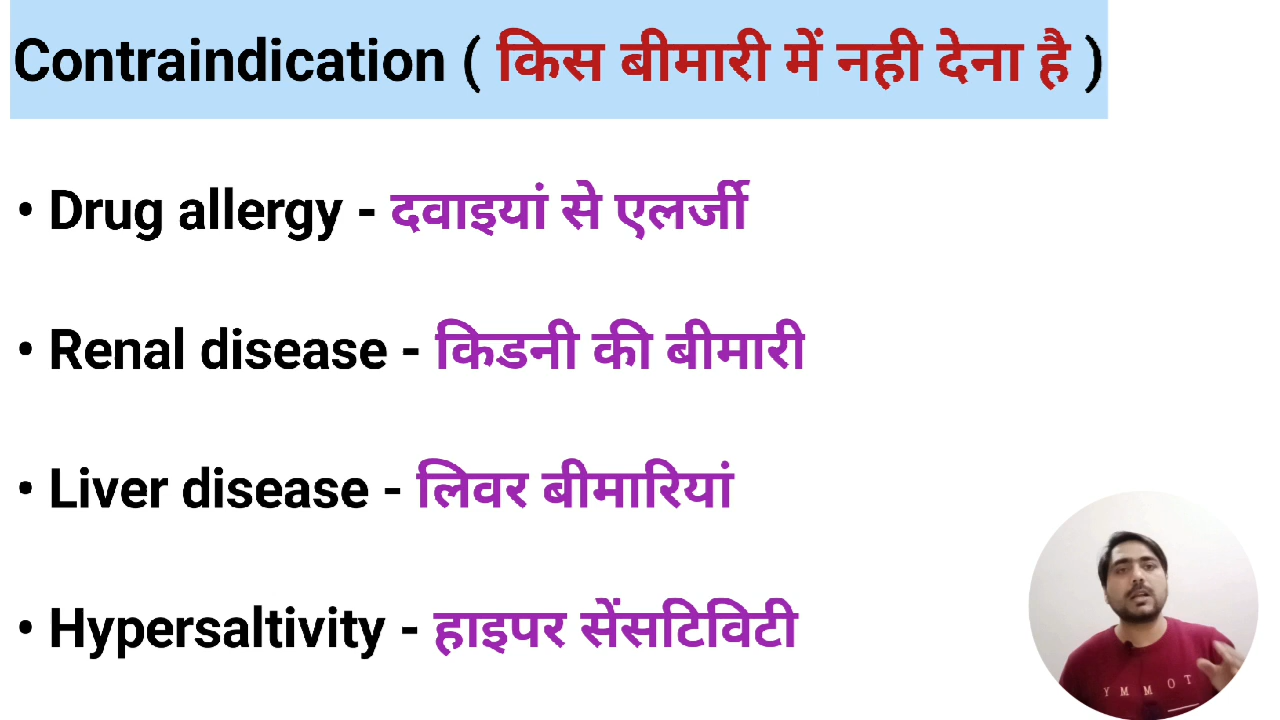 Contraindication ( किस बीमारी में नही देना है )
• Drug allergy - दवाइयां से एलर्जी
• Renal disease - किडनी की बीमारी
• Liver disease - लिवर बीमारियां
• Hypersaltivity - हाइपर सेंसटिविटी
Y M M O T